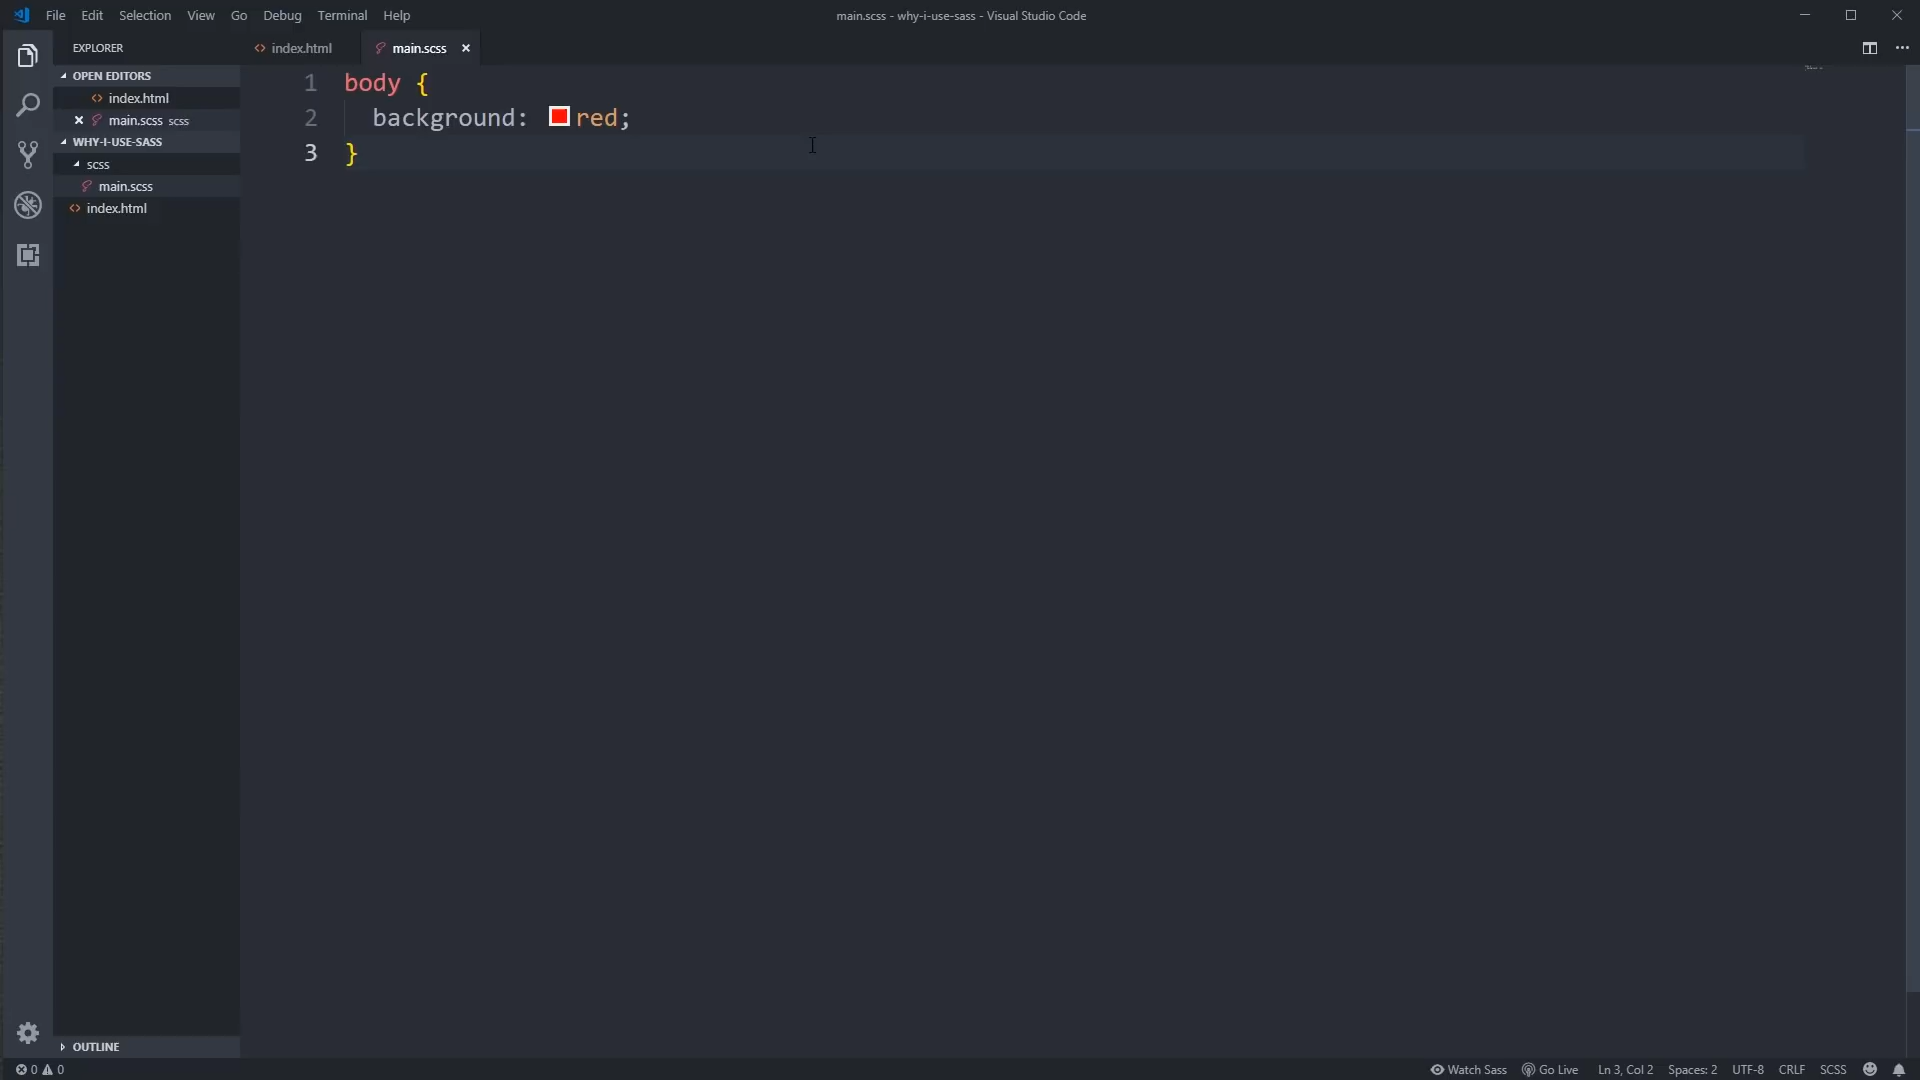 File Edit Selection View Go Debug Terminal Help
main.scss - why-i-use-sass - Visual Studio Code
EXPLORER
OPEN EDITORS
index.html
main.scss scss
WHY-I-USE-SASS
scss
main.scss
index.html
OUTLINE
index.html
main.scss
1 body {
2 background: red;
3 }
0 0
Watch Sass Go Live Ln 3, Col 2 Spaces: 2 UTF-8 CRLF SCSS